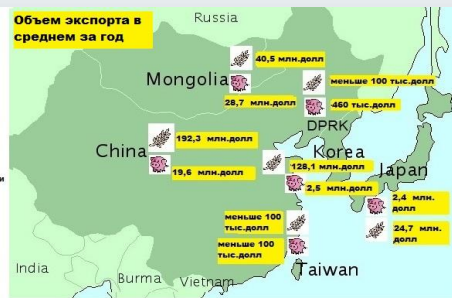 Объем экспорта в
среднем за год
Russia
40,5 млн.долл
Mongolia
меньше 100 тыс.долл
28,7 млн.долл
460 тыс.долл
DPRK
192,3 млн.долл
China
Korea
128,1 млн.долл
Japan
19,6 млн.долл
и
2,5 млн.долл
2,4 млн.
долл
меньше 100
тыс.долл
24,7 млн.
долл
меньше 100
тыс.долл
India
Burma
Vietnam
Taiwan